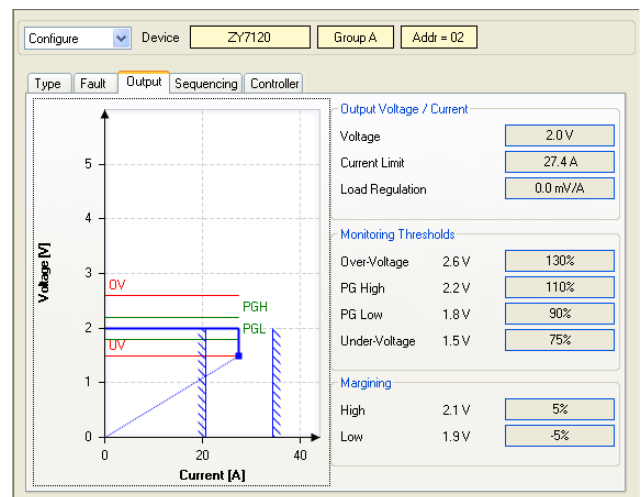 Configure Device ZY7120 Group A Addr = 02
Type Fault Output Sequencing Controller
Output Voltage / Current
Voltage 2.0 V
Current Limit 27.4 A
Load Regulation 0.0 mV/A
Monitoring Thresholds
Over-Voltage 2.6 V 130%
PG High 2.2 V 110%
PG Low 1.8 V 90%
Under-Voltage 1.5 V 75%
Margining
High 2.1 V 5%
Low 1.9 V -5%
Voltage [V]
5
4
3
2
1
0
OV
PGH
PGL
UV
0 20 40
Current [A]